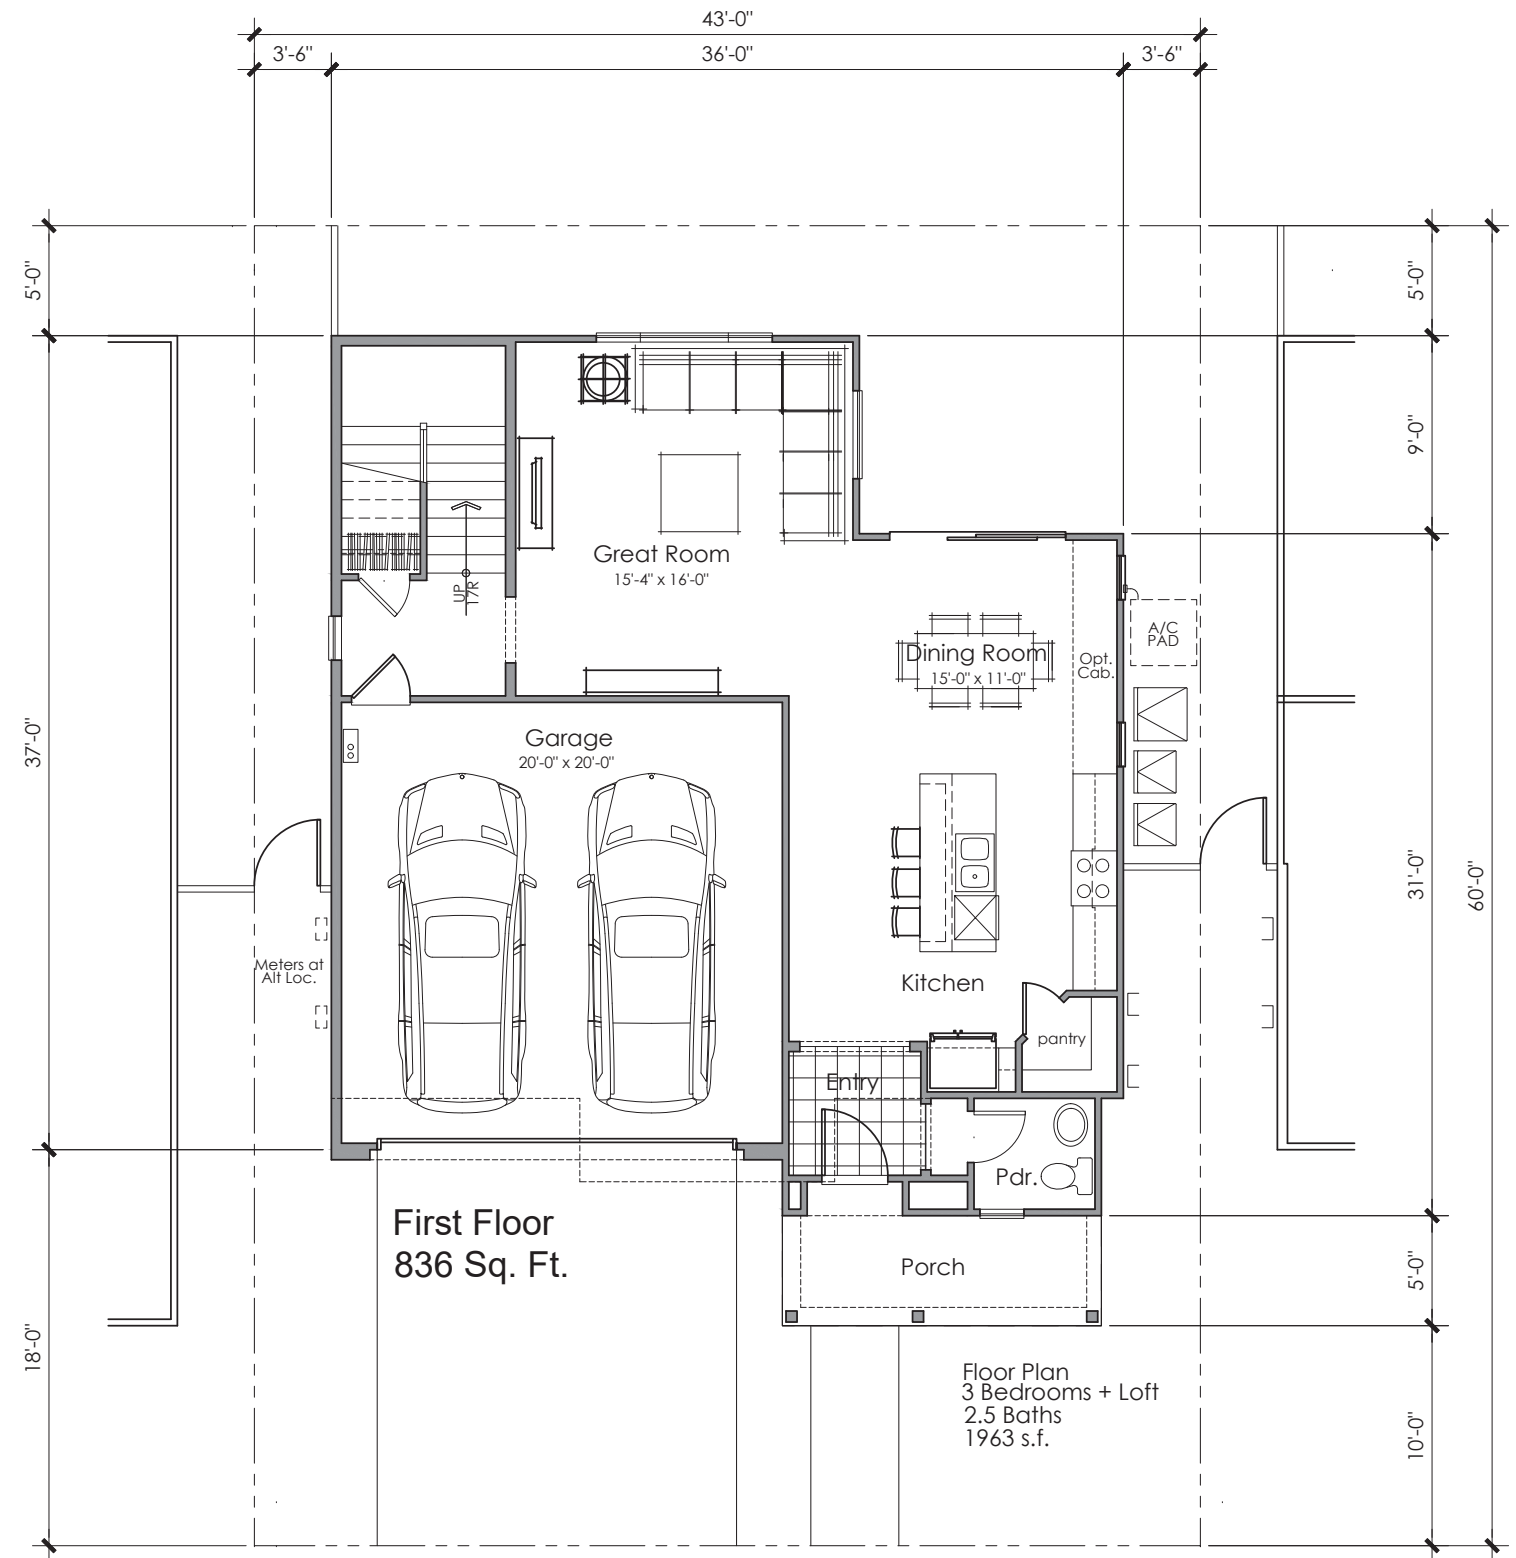 43'-0"
3'-6"
36'-0"
3'-6"
5'-0"
5'-0"
9'-0"
37'-0"
31'-0"
60'-0"
18'-0"
5'-0"
10'-0"
Great Room
15'-4" x 16'-0"
UP
17R
Dining Room
15'-0" x 11'-0"
Opt.
Cab.
A/C
PAD
Garage
20'-0" x 20'-0"
Meters at
Alt Loc.
Kitchen
pantry
Entry
Pdr.
First Floor
836 Sq. Ft.
Porch
Floor Plan
3 Bedrooms + Loft
2.5 Baths
1963 s.f.